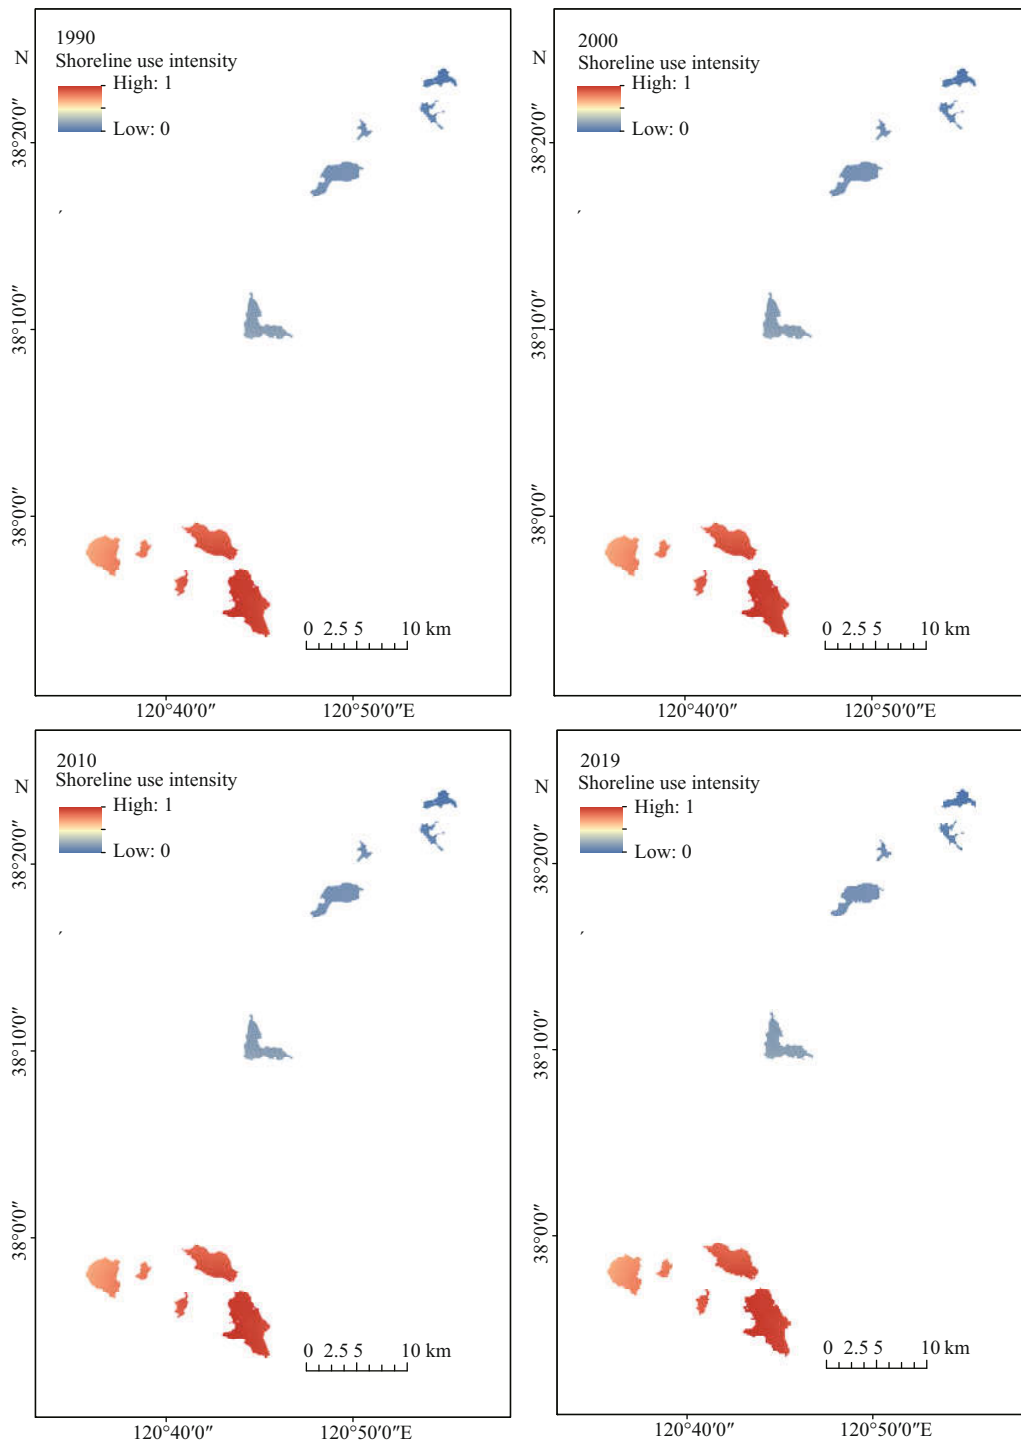 1990
N
Shoreline use intensity
High: 1
Low: 0
38°20′0″
38°10′0″
38°0′0″
0 2.5 5 10 km
120°40′0″ 120°50′0″E
2000
N
Shoreline use intensity
High: 1
Low: 0
38°20′0″
38°10′0″
38°0′0″
0 2.5 5 10 km
120°40′0″ 120°50′0″E
2010
N
Shoreline use intensity
High: 1
Low: 0
38°20′0″
38°10′0″
38°0′0″
0 2.5 5 10 km
120°40′0″ 120°50′0″E
2019
N
Shoreline use intensity
High: 1
Low: 0
38°20′0″
38°10′0″
38°0′0″
0 2.5 5 10 km
120°40′0″ 120°50′0″E